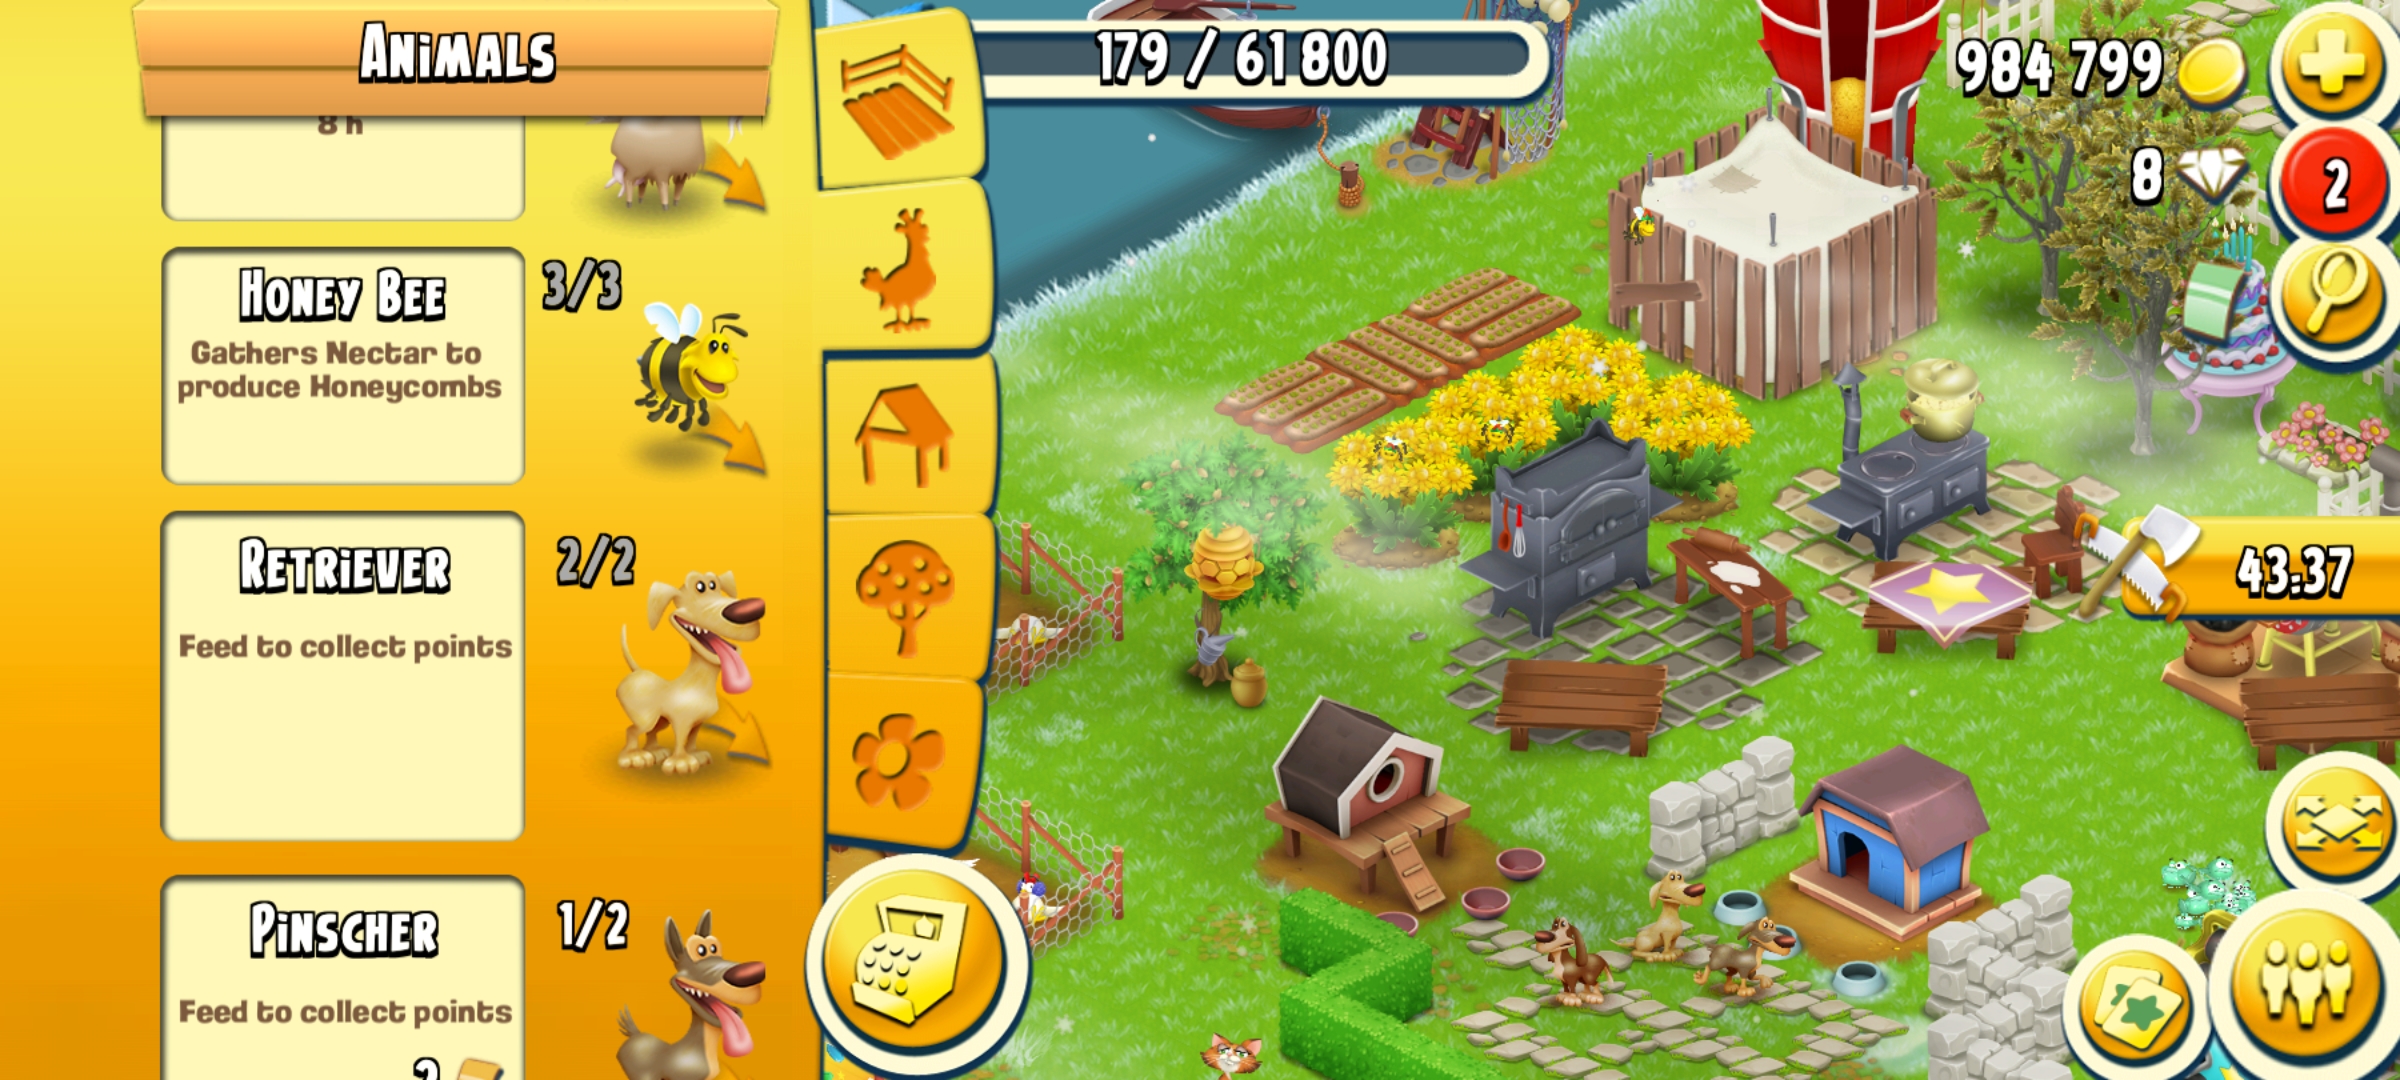 ANIMALS
8 h
HONEY BEE
3/3
Gathers Nectar to
produce Honeycombs
RETRIEVER
2/2
Feed to collect points
PINSCHER
1/2
Feed to collect points
2
179 / 61 800
984 799
8
2
43:37